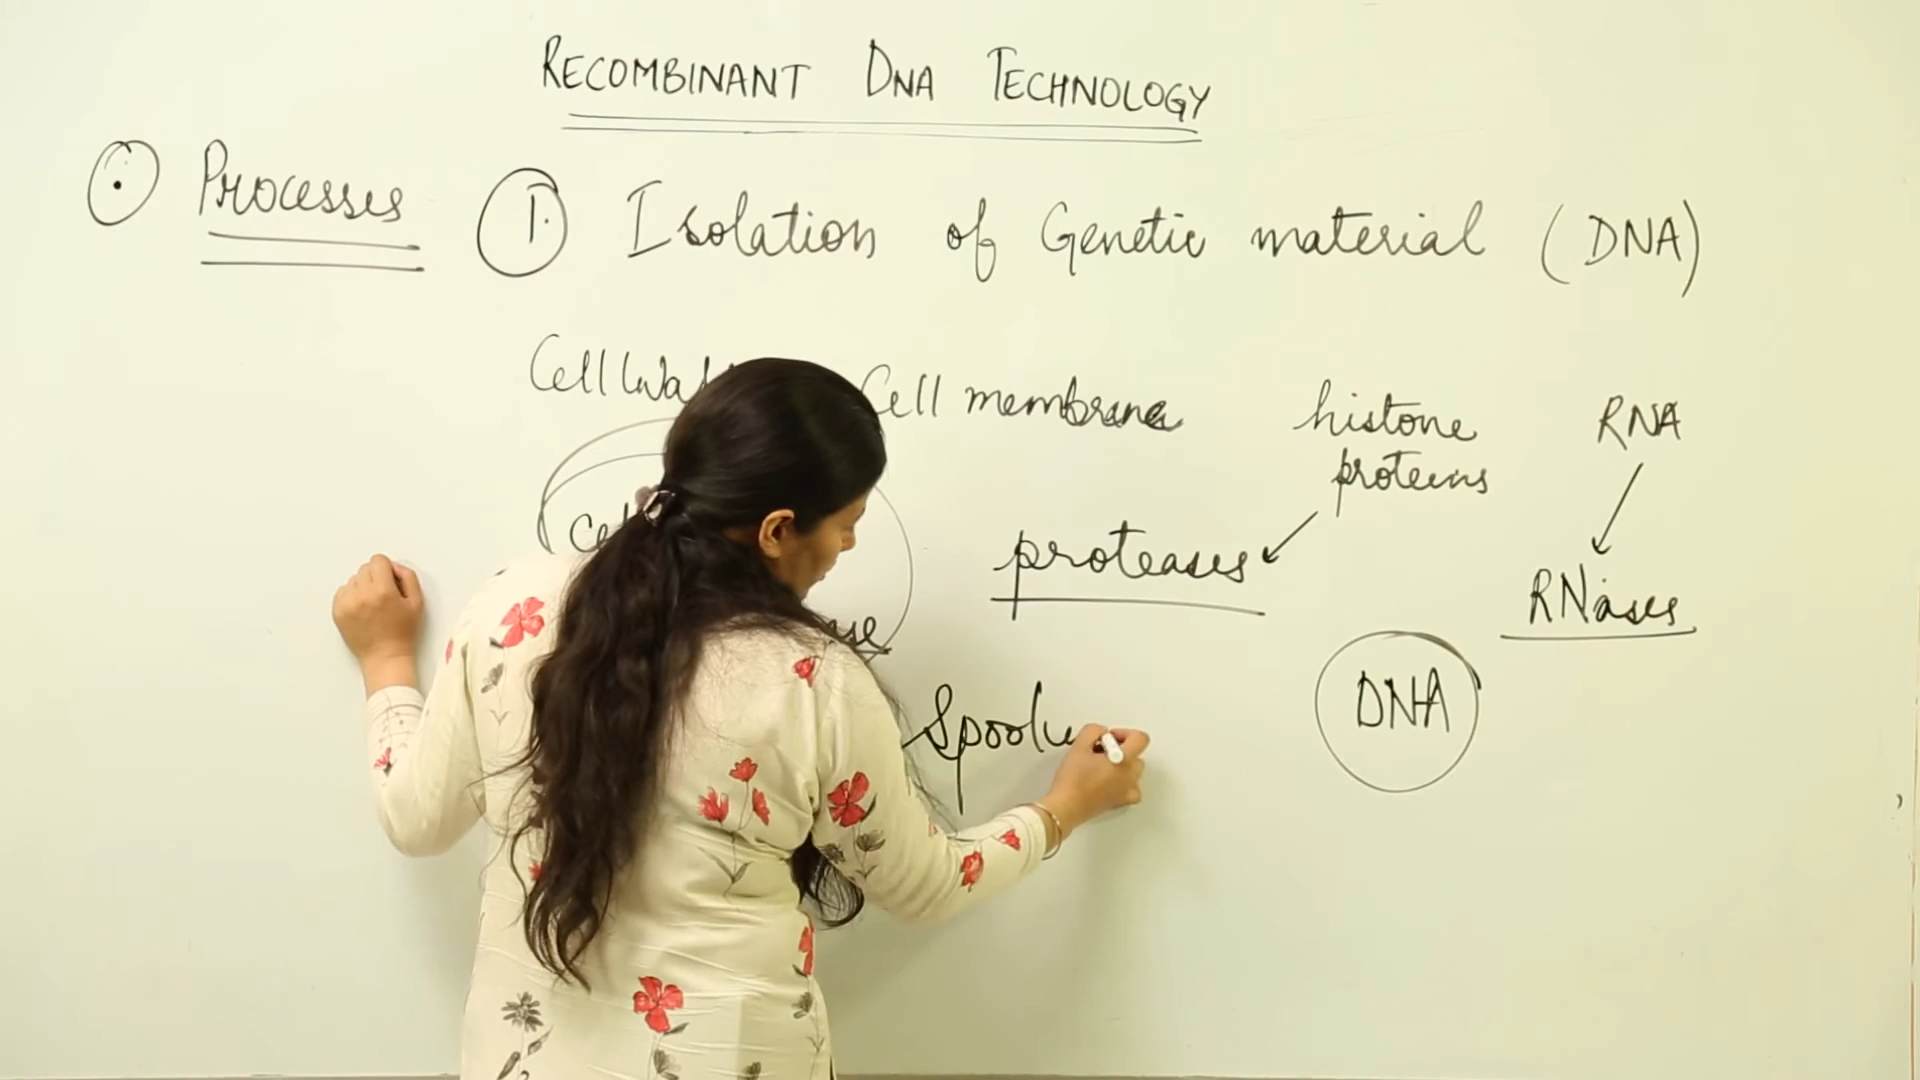 RECOMBINANT DNA TECHNOLOGY
Processes 1. Isolation of Genetic material (DNA)
Cell membrane
histone
proteins
RNA
proteases
RNases
DNA